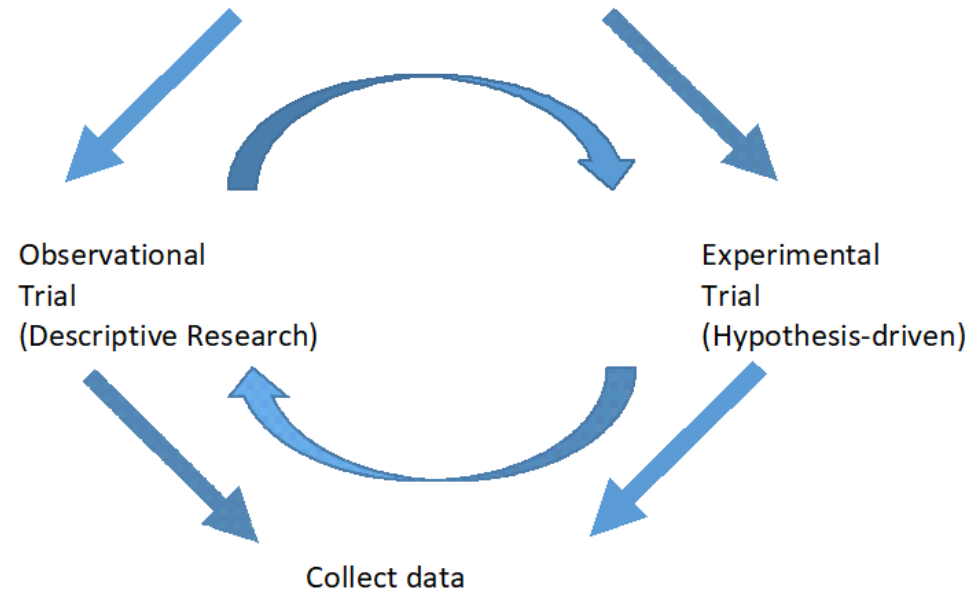 Observational
Trial
(Descriptive Research)
Experimental
Trial
(Hypothesis-driven)
Collect data